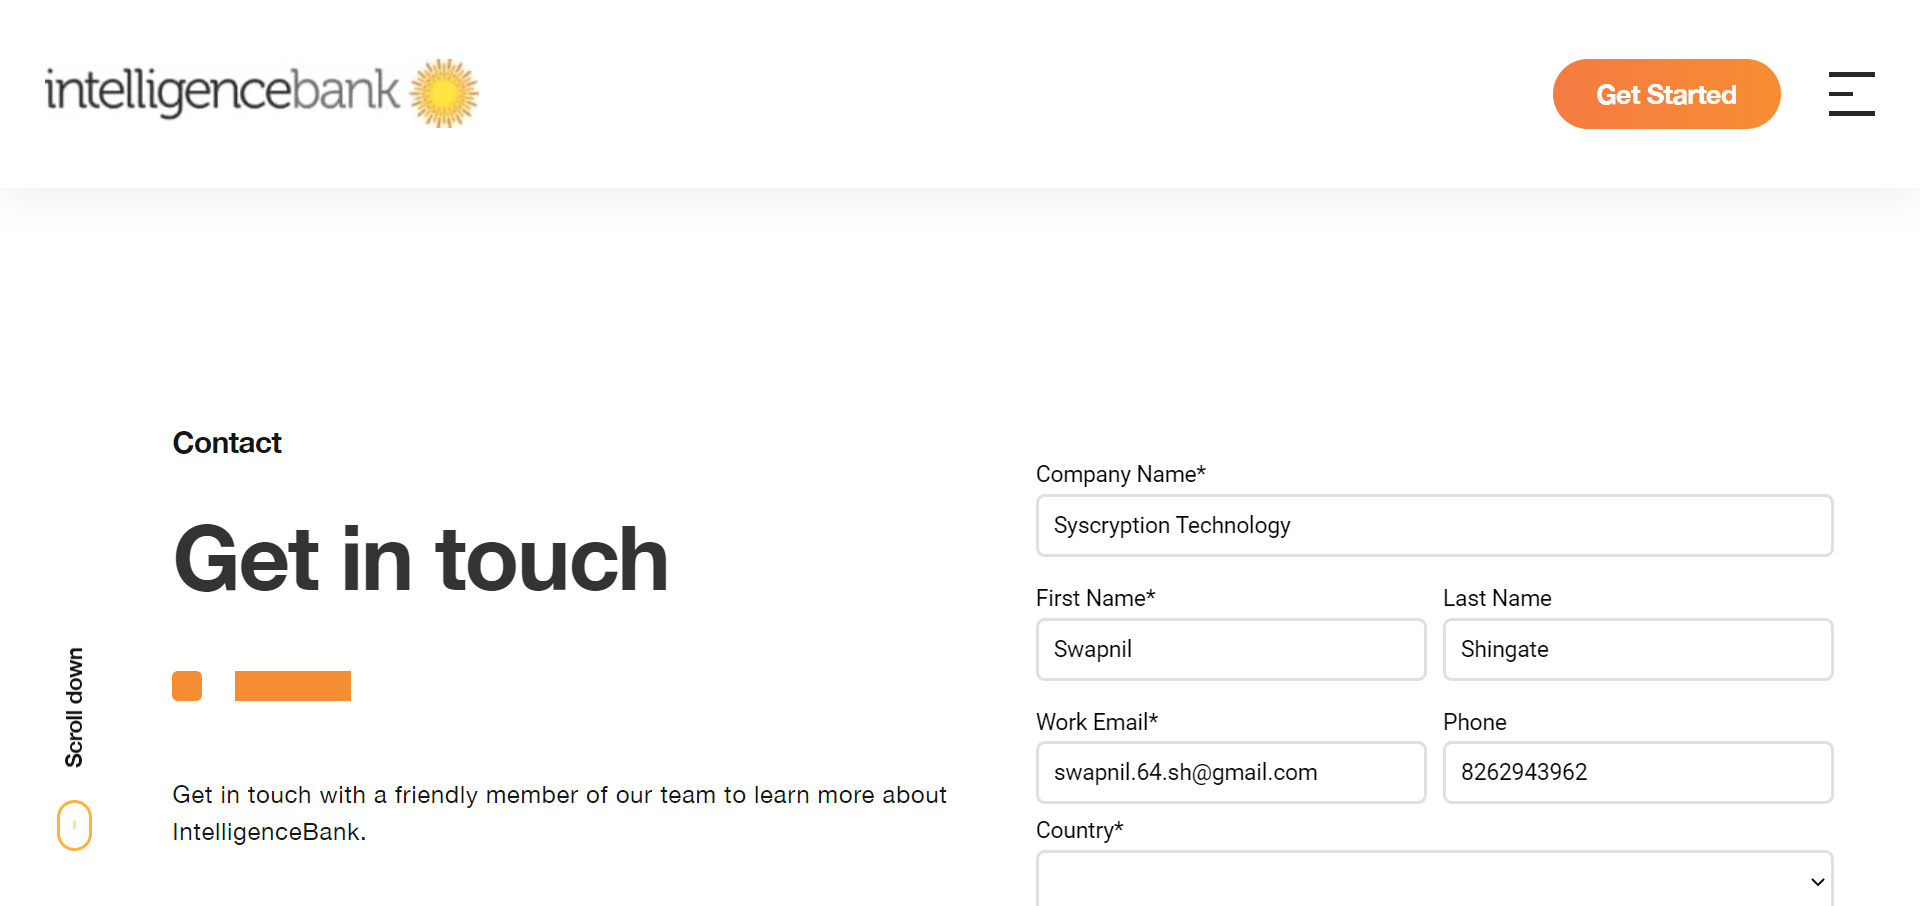 intelligencebank
Get Started
Contact
Get in touch
Scroll down
Get in touch with a friendly member of our team to learn more about
IntelligenceBank.
Company Name*
Syscryption Technology
First Name*
Last Name
Swapnil
Shingate
Work Email*
Phone
swapnil.64.sh@gmail.com
8262943962
Country*